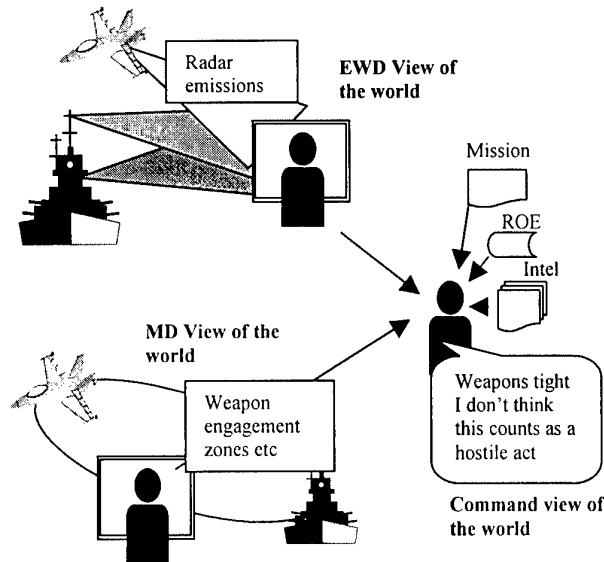 Radar
emissions
EWD View of
the world
Mission
ROE
Intel
MD View of the
world
Weapon
engagement
zones etc
Weapons tight
I don't think
this counts as a
hostile act
Command view of
the world